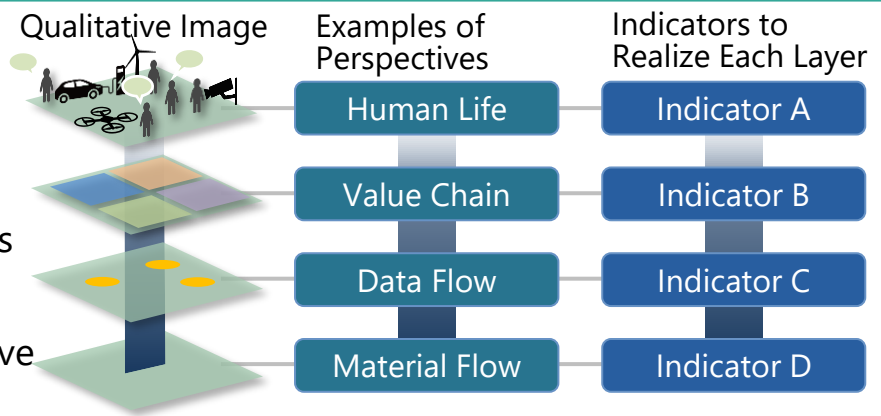 Qualitative Image
Examples of
Perspectives
Indicators to
Realize Each Layer
Human Life
Indicator A
Value Chain
Indicator B
s
Data Flow
Indicator C
ve
Material Flow
Indicator D